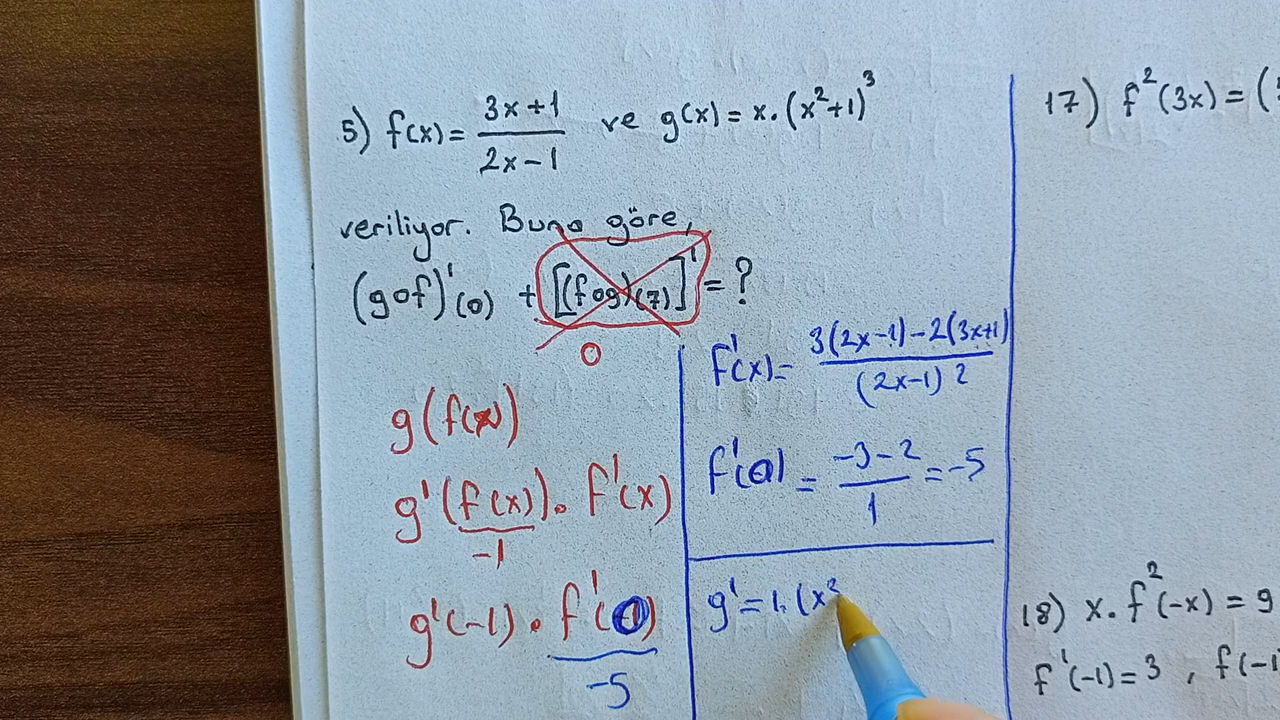 5) f(x) = 3x+1 / 2x-1 ve g(x) = x.(x²+1)³
veriliyor. Buna göre,
(gof)'(0) + [(fog)(7)]' = ?
0
g(f(x))
g'(f(x)). f'(x)
-1
g'(-1). f'(0)
-5
f'(x) = 3(2x-1)-2(3x+1) / (2x-1)²
f'(0) = -3-2 / 1 = -5
g' = 1.(x²
17) f²(3x) = (
18) x.f²(-x) = g
f'(-1) = 3 , f(-1